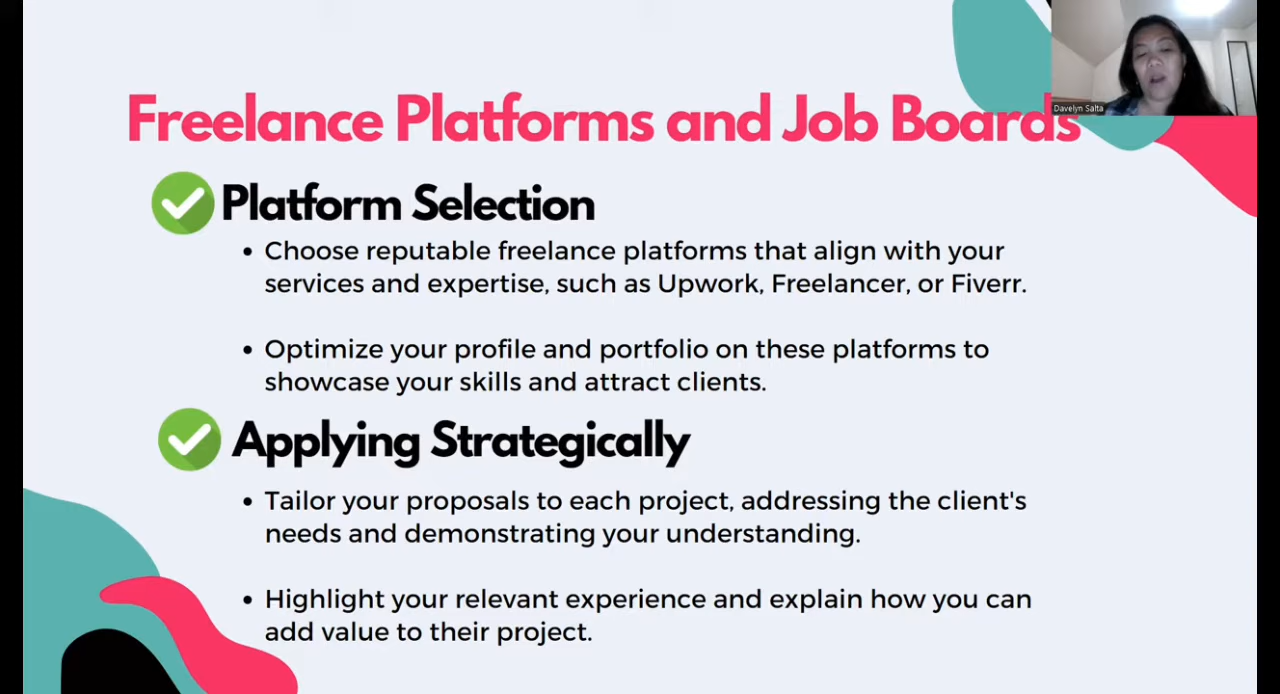 Davelyn Salta
Freelance Platforms and Job Boards
Platform Selection
• Choose reputable freelance platforms that align with your
services and expertise, such as Upwork, Freelancer, or Fiverr.
• Optimize your profile and portfolio on these platforms to
showcase your skills and attract clients.
Applying Strategically
• Tailor your proposals to each project, addressing the client's
needs and demonstrating your understanding.
• Highlight your relevant experience and explain how you can
add value to their project.